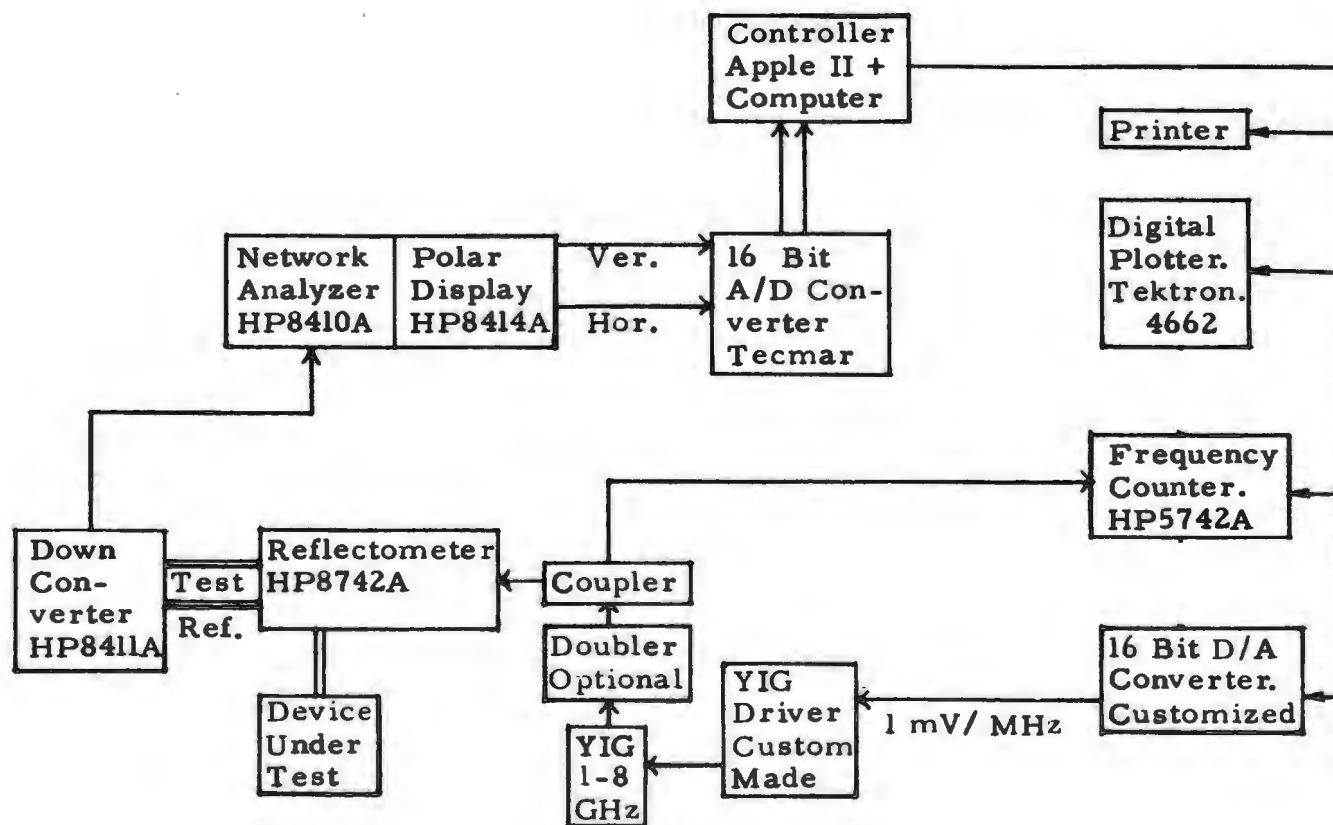 Controller
Apple II +
Computer
Printer
Network
Analyzer
HP8410A
Polar
Display
HP8414A
Ver.
Hor.
16 Bit
A/D Con-
verter
Tecmar
Digital
Plotter.
Tektron.
4662
Frequency
Counter.
HP5742A
Down
Con-
verter
HP8411A
Test
Ref.
Reflectometer
HP8742A
Coupler
Doubler
Optional
Device
Under
Test
YIG
1-8
GHz
YIG
Driver
Custom
Made
1 mV/ MHz
16 Bit D/A
Converter.
Customized